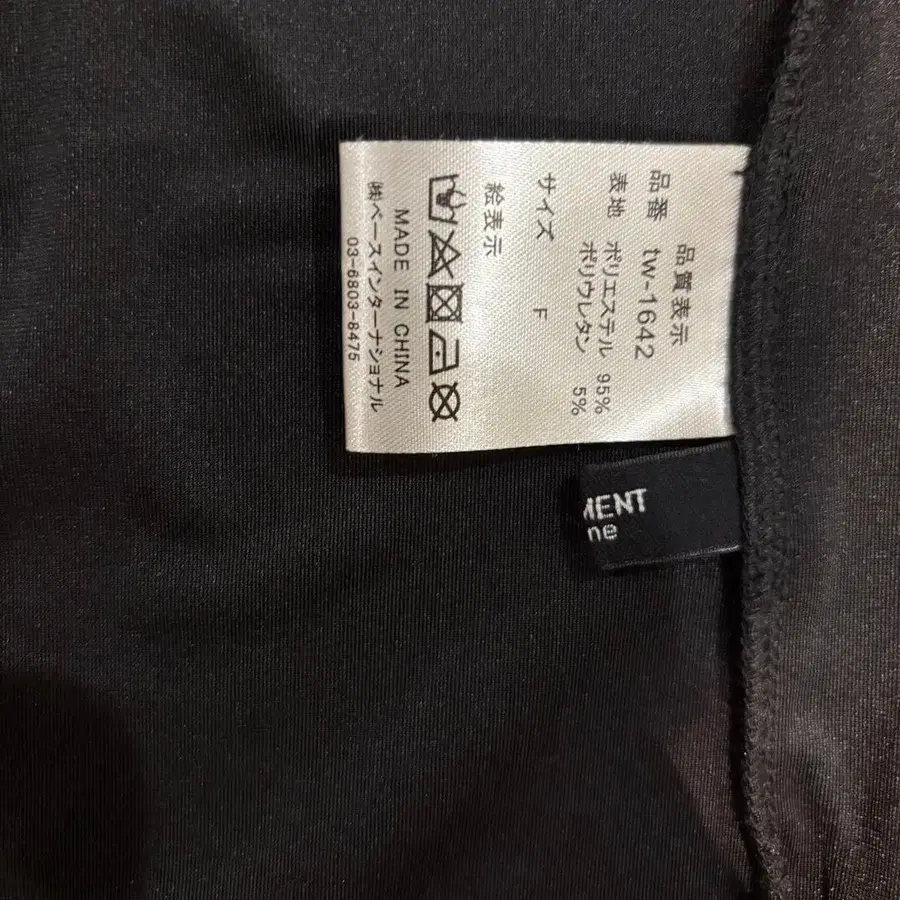 品質表示
品番 tw-1642
表地 ポリエステル 95%
ポリウレタン 5%
サイズ F
絵表示
MADE IN CHINA
㈱ベースインターナショナル
03-6803-8475
MENT
ne